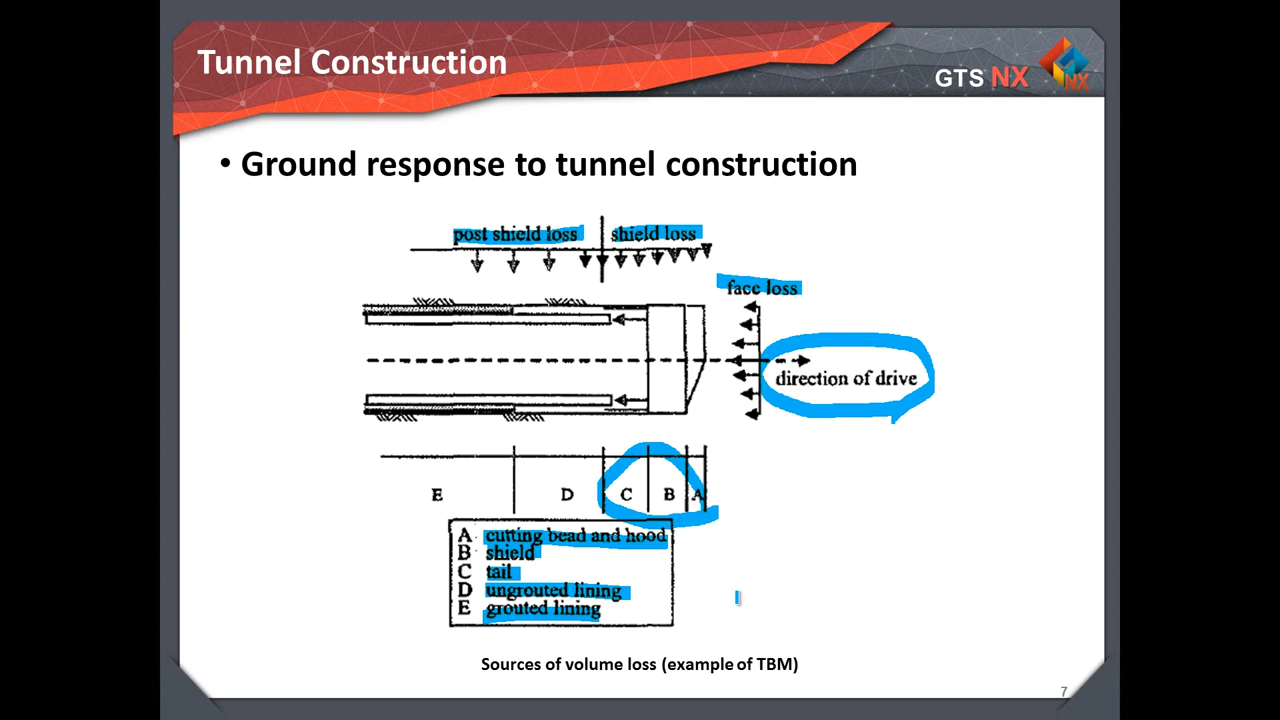 Tunnel Construction
GTS NX
NX
• Ground response to tunnel construction
post shield loss
shield loss
face loss
direction of drive
E D C B A
A cutting bead and hood
B shield
C tail
D ungrouted lining
E grouted lining
Sources of volume loss (example of TBM)
7